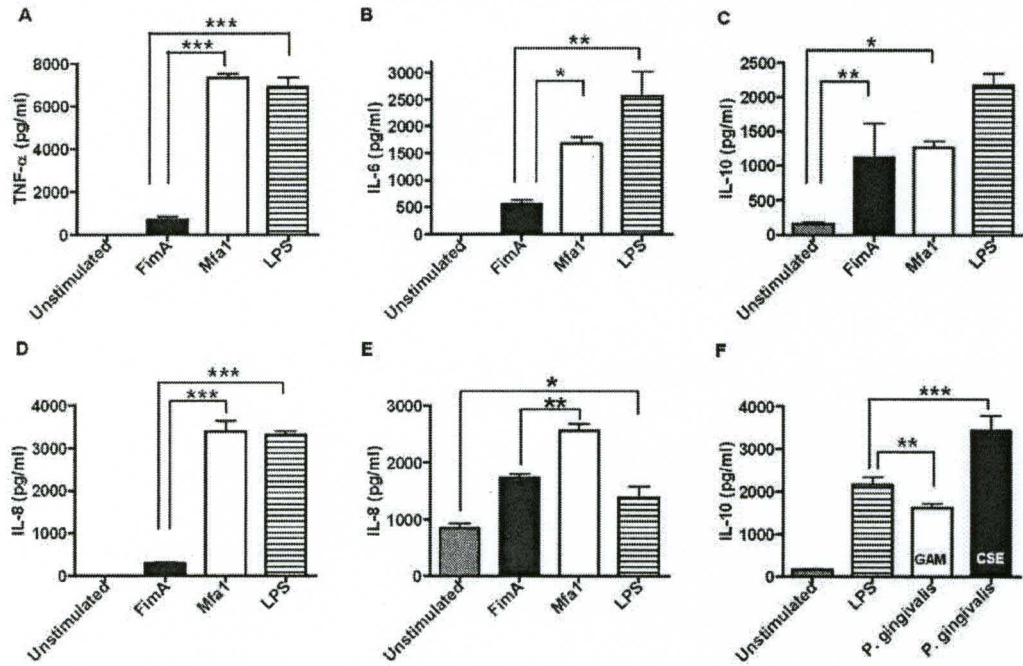 A
***
***
TNF-α (pg/ml)
8000
6000
4000
2000
0
Unstimulated
FimA
Mfa1
LPS
B
**
*
IL-6 (pg/ml)
3000
2500
2000
1500
1000
500
0
Unstimulated
FimA
Mfa1
LPS
C
*
**
IL-10 (pg/ml)
2500
2000
1500
1000
500
0
Unstimulated
FimA
Mfa1
LPS
D
***
***
IL-8 (pg/ml)
4000
3000
2000
1000
0
Unstimulated
FimA
Mfa1
LPS
E
*
**
IL-8 (pg/ml)
3000
2000
1000
0
Unstimulated
FimA
Mfa1
LPS
F
***
**
IL-10 (pg/ml)
4000
3000
2000
1000
0
GAM
CSE
Unstimulated
LPS
P. gingivalis
P. gingivalis